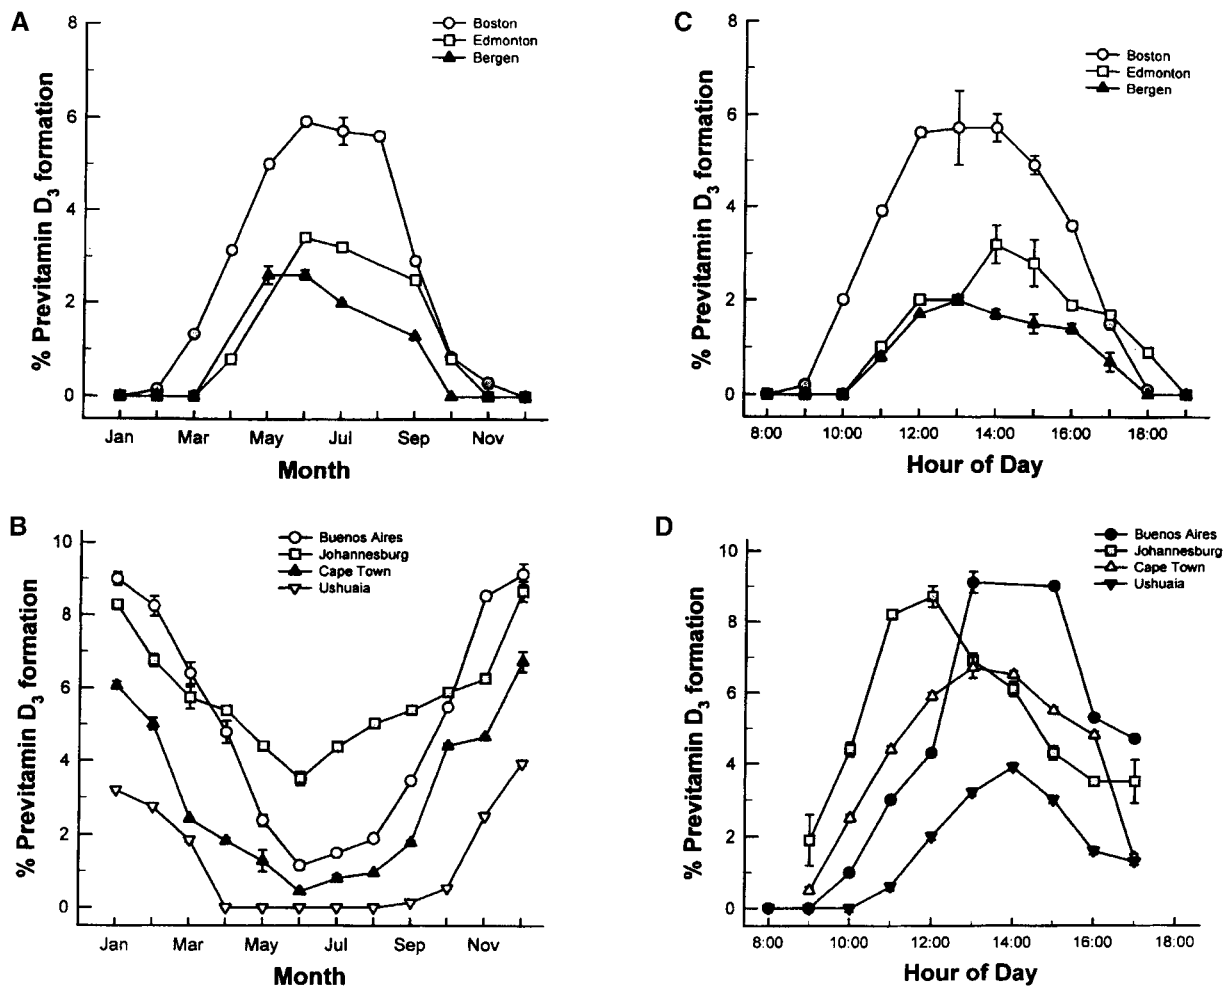 A
Boston
Edmonton
Bergen
% Previtamin D3 formation
8
6
4
2
0
Jan Mar May Jul Sep Nov
Month
C
Boston
Edmonton
Bergen
% Previtamin D3 formation
8
6
4
2
0
8:00 10:00 12:00 14:00 16:00 18:00
Hour of Day
B
Buenos Aires
Johannesburg
Cape Town
Ushuaia
% Previtamin D3 formation
10
8
6
4
2
0
Jan Mar May Jul Sep Nov
Month
D
Buenos Aires
Johannesburg
Cape Town
Ushuaia
% Previtamin D3 formation
10
8
6
4
2
0
8:00 10:00 12:00 14:00 16:00 18:00
Hour of Day